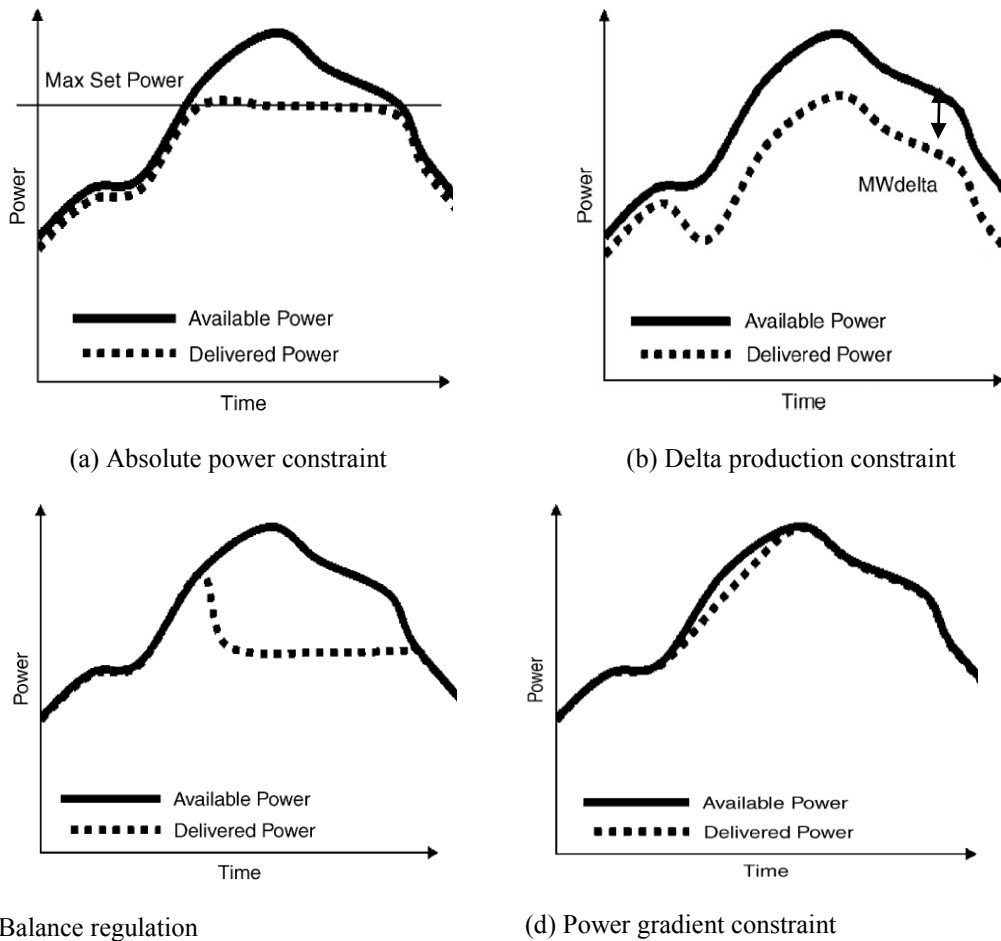 Max Set Power
Power
Available Power
Delivered Power
Time
(a) Absolute power constraint
MWdelta
Power
Available Power
Delivered Power
Time
(b) Delta production constraint
Power
Available Power
Delivered Power
Time
Balance regulation
Power
Available Power
Delivered Power
Time
(d) Power gradient constraint